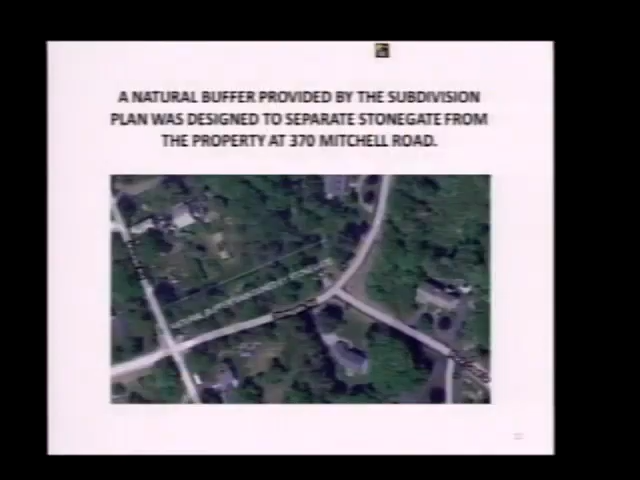 A NATURAL BUFFER PROVIDED BY THE SUBDIVISION
PLAN WAS DESIGNED TO SEPARATE STONEGATE FROM
THE PROPERTY AT 370 MITCHELL ROAD.